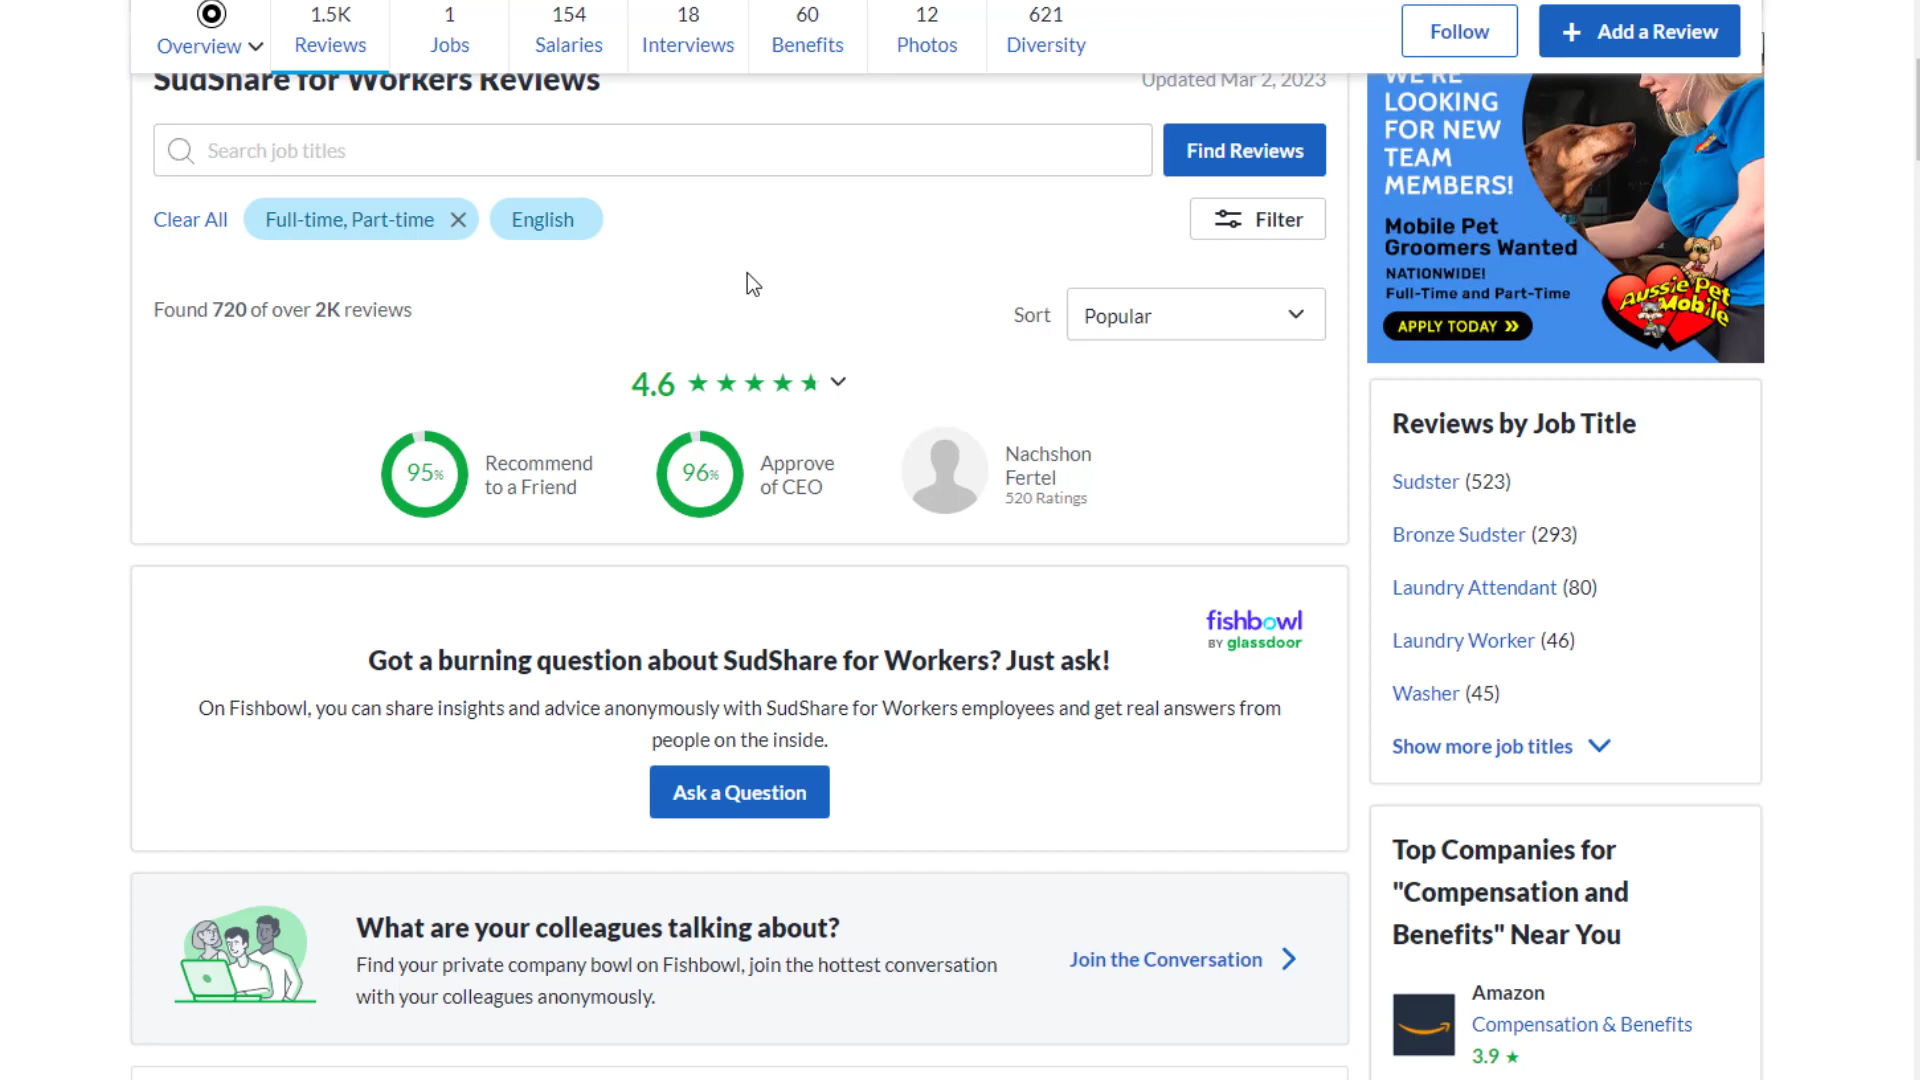 Overview
1.5K
Reviews
1
Jobs
154
Salaries
18
Interviews
60
Benefits
12
Photos
621
Diversity
Follow
+ Add a Review
SudShare for Workers Reviews
Updated Mar 2, 2023
Search job titles
Find Reviews
Clear All
Full-time, Part-time
English
Filter
Found 720 of over 2K reviews
Sort
Popular
4.6
95%
Recommend
to a Friend
96%
Approve
of CEO
Nachshon
Fertel
520 Ratings
fishbowl
BY glassdoor
Got a burning question about SudShare for Workers? Just ask!
On Fishbowl, you can share insights and advice anonymously with SudShare for Workers employees and get real answers from
people on the inside.
Ask a Question
What are your colleagues talking about?
Find your private company bowl on Fishbowl, join the hottest conversation
with your colleagues anonymously.
Join the Conversation
WE'RE
LOOKING
FOR NEW
TEAM
MEMBERS!
Mobile Pet
Groomers Wanted
NATIONWIDE!
Full-Time and Part-Time
APPLY TODAY »
Aussie Pet
Mobile
Reviews by Job Title
Sudster (523)
Bronze Sudster (293)
Laundry Attendant (80)
Laundry Worker (46)
Washer (45)
Show more job titles
Top Companies for
"Compensation and
Benefits" Near You
Amazon
Compensation & Benefits
3.9 ★